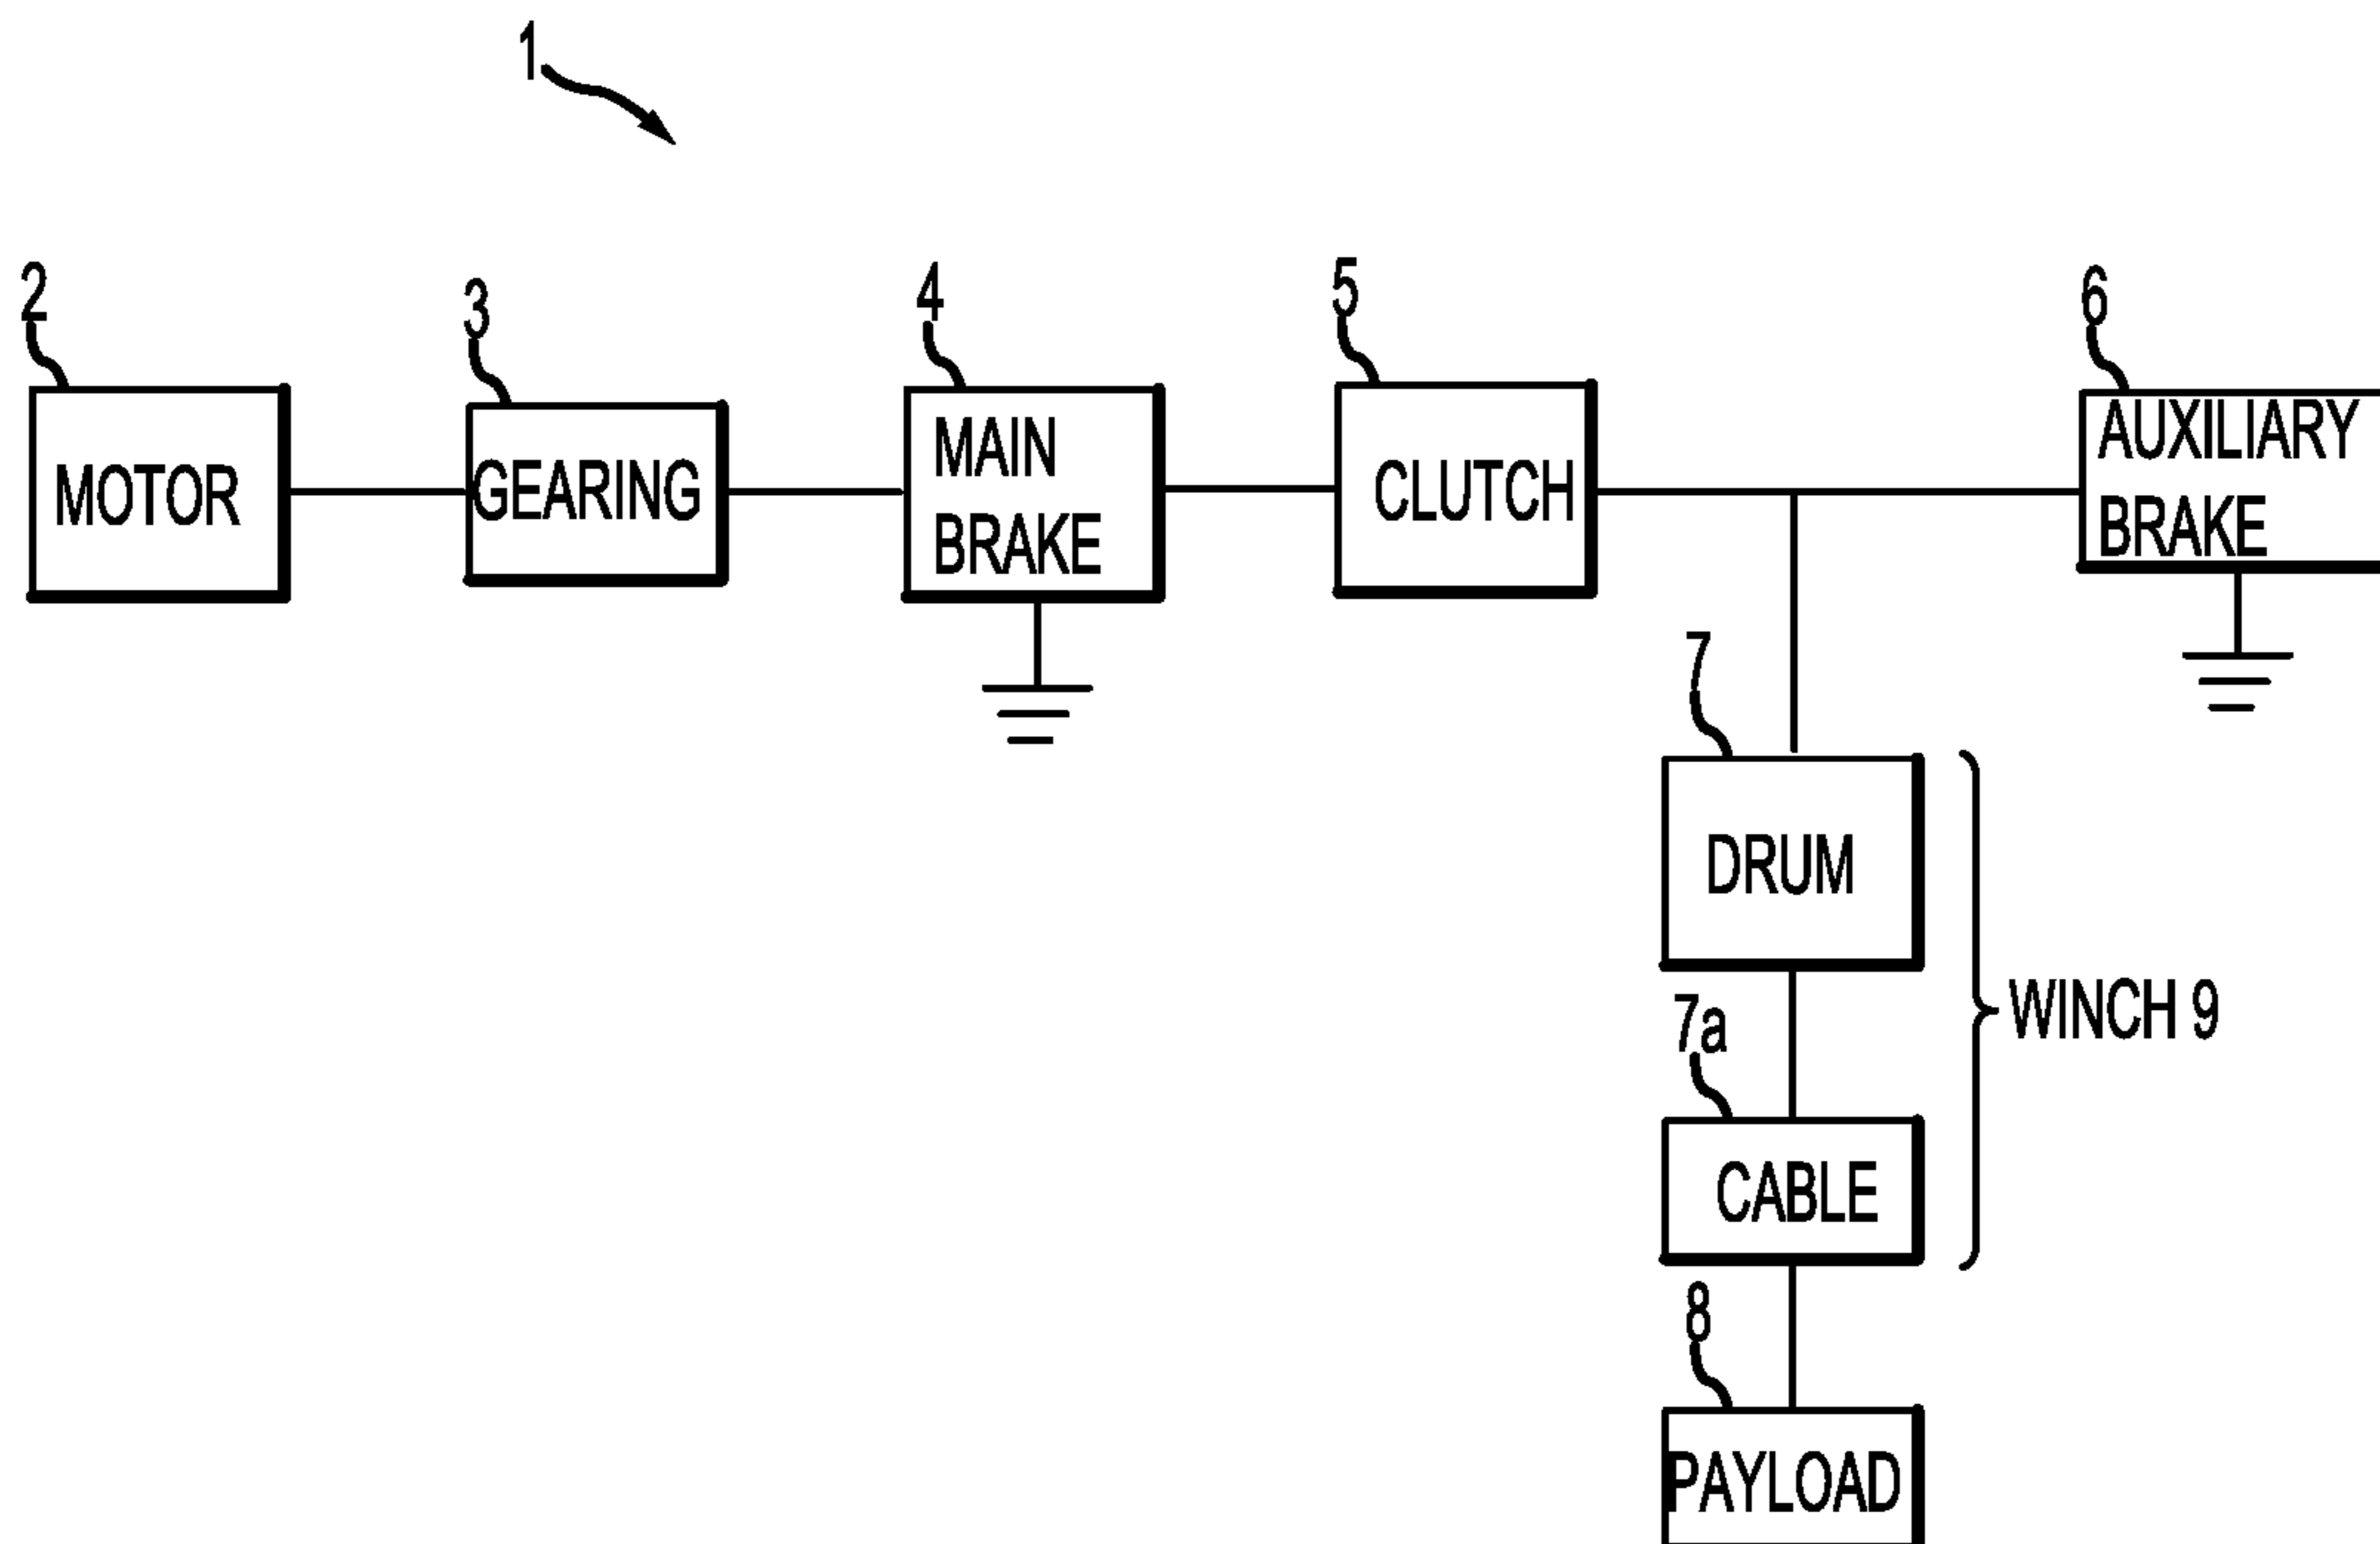 1
2
3
4
5
6
MOTOR
GEARING
MAIN
BRAKE
CLUTCH
AUXILIARY
BRAKE
7
DRUM
WINCH 9
7a
CABLE
8
PAYLOAD